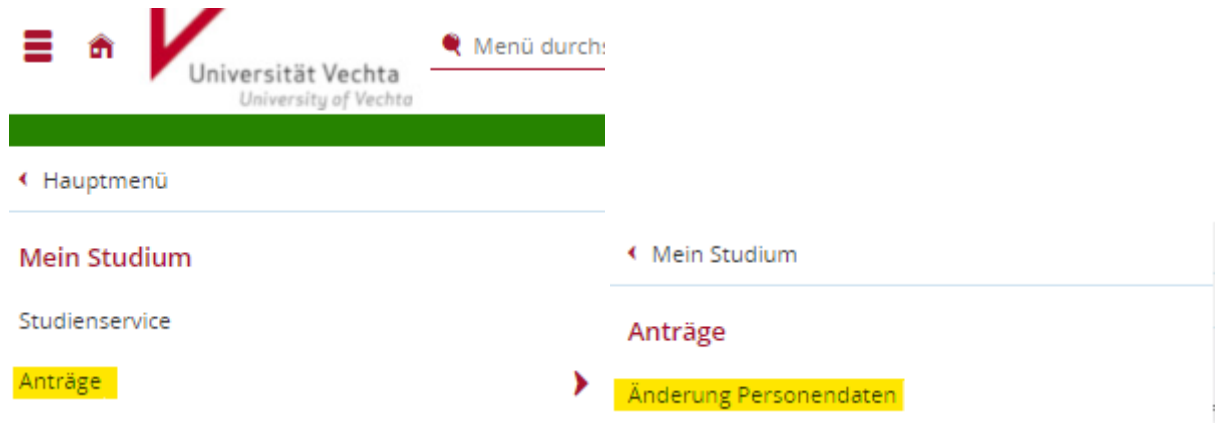 Menü durchs
Universität Vechta
University of Vechta
Hauptmenü
Mein Studium
Studienservice
Anträge
Mein Studium
Anträge
Änderung Personendaten